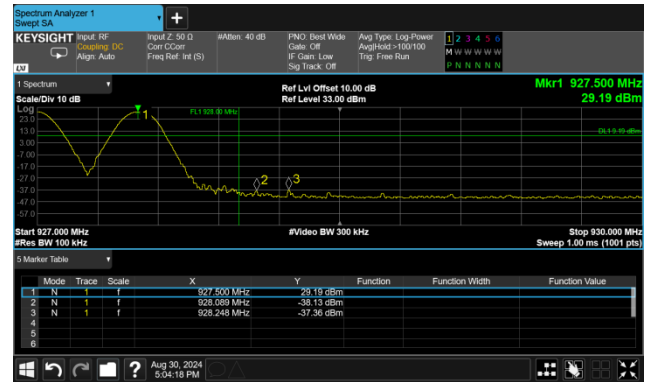 Spectrum Analyzer 1
Swept SA
+
KEYSIGHT Input: RF Input Z: 50 Ω #Atten: 40 dB PNO: Best Wide Avg Type: Log-Power 1 2 3 4 5 6
Coupling: DC Corr CCorr Gate: Off Avg|Hold:>100/100 M W W W W W
Align: Auto Freq Ref: Int (S) IF Gain: Low Trig: Free Run
LXI Sig Track: Off P N N N N N
1 Spectrum Ref Lvl Offset 10.00 dB Mkr1 927.500 MHz
Scale/Div 10 dB Ref Level 33.00 dBm 29.19 dBm
Log
23.0 1 FL1 928.00 MHz
13.0 DL1 9.19 dBm
3.00
-7.00
-17.0
-27.0 2 3
-37.0
-47.0
-57.0
Start 927.000 MHz #Video BW 300 kHz Stop 930.000 MHz
#Res BW 100 kHz Sweep 1.00 ms (1001 pts)
5 Marker Table
Mode Trace Scale X Y Function Function Width Function Value
1 N 1 f 927.500 MHz 29.19 dBm
2 N 1 f 928.089 MHz -38.13 dBm
3 N 1 f 928.248 MHz -37.36 dBm
4
5
6
? Aug 30, 2024
5:04:18 PM